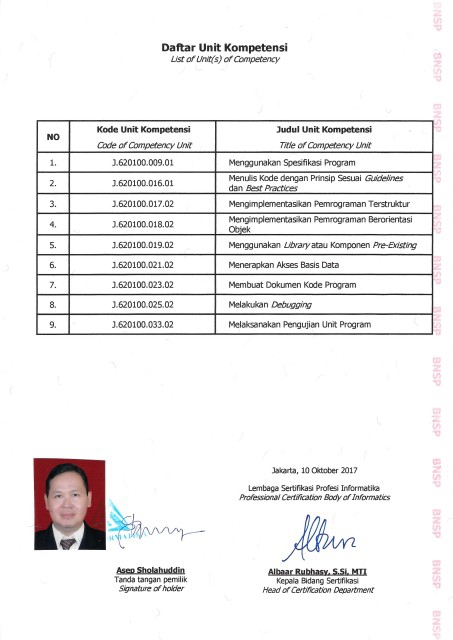 Daftar Unit Kompetensi
List of Unit(s) of Competency
NO
Kode Unit Kompetensi
Code of Competency Unit
Judul Unit Kompetensi
Title of Competency Unit
1. J.620100.009.01 Menggunakan Spesifikasi Program
2. J.620100.016.01 Menulis Kode dengan Prinsip Sesuai Guidelines
dan Best Practices
3. J.620100.017.02 Mengimplementasikan Pemrograman Terstruktur
4. J.620100.018.02 Mengimplementasikan Pemrograman Berorientasi
Objek
5. J.620100.019.02 Menggunakan Library atau Komponen Pre-Existing
6. J.620100.021.02 Menerapkan Akses Basis Data
7. J.620100.023.02 Membuat Dokumen Kode Program
8. J.620100.025.02 Melakukan Debugging
9. J.620100.033.02 Melaksanakan Pengujian Unit Program
Jakarta, 10 Oktober 2017
Lembaga Sertifikasi Profesi Informatika
Professional Certification Body of Informatics
Asep Sholahuddin
Tanda tangan pemilik
Signature of holder
Albaar Rubhasy, S.Si, MTI
Kepala Bidang Sertifikasi
Head of Certification Department
BNSP
BNSP
BNSP
BNSP
BNSP
BNSP
BNSP
BNSP
BNSP
BNSP
BNSP
BNSP
BNSP